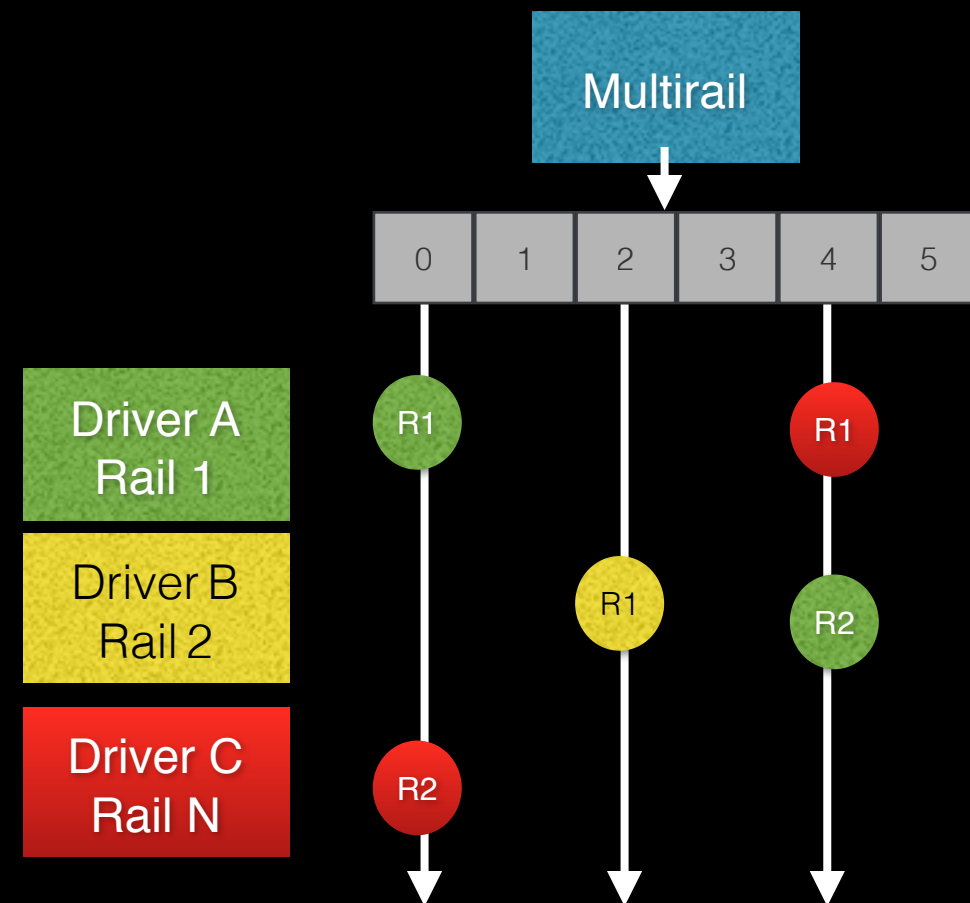 Multirail
0 1 2 3 4 5
Driver A
Rail 1
R1
R1
Driver B
Rail 2
R1
R2
Driver C
Rail N
R2